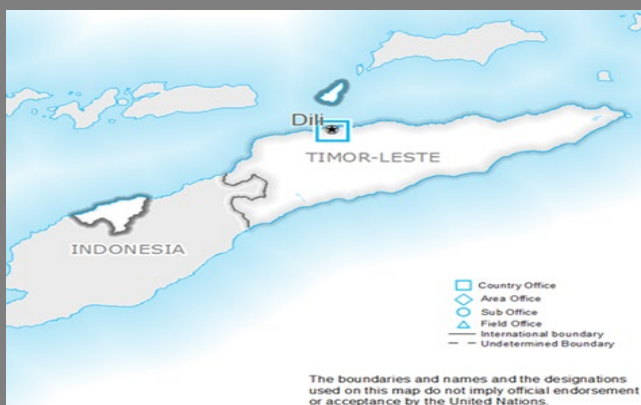 Dili
TIMOR-LESTE
INDONESIA
Country Office
Area Office
Sub Office
Field Office
International boundary
Undetermined Boundary
The boundaries and names and the designations
used on this map do not imply official endorsement
or acceptance by the United Nations.